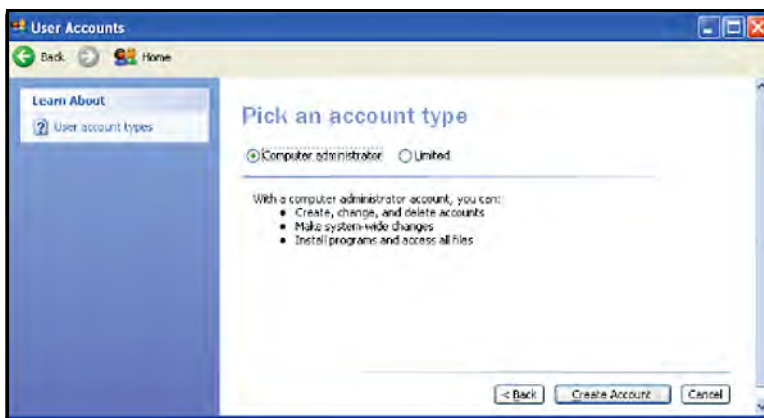 User Accounts
Back Home
Learn About
User account types
Pick an account type
Computer administrator Limited
With a computer administrator account, you can:
• Create, change, and delete accounts
• Make system-wide changes
• Install programs and access all files
< Back Create Account Cancel